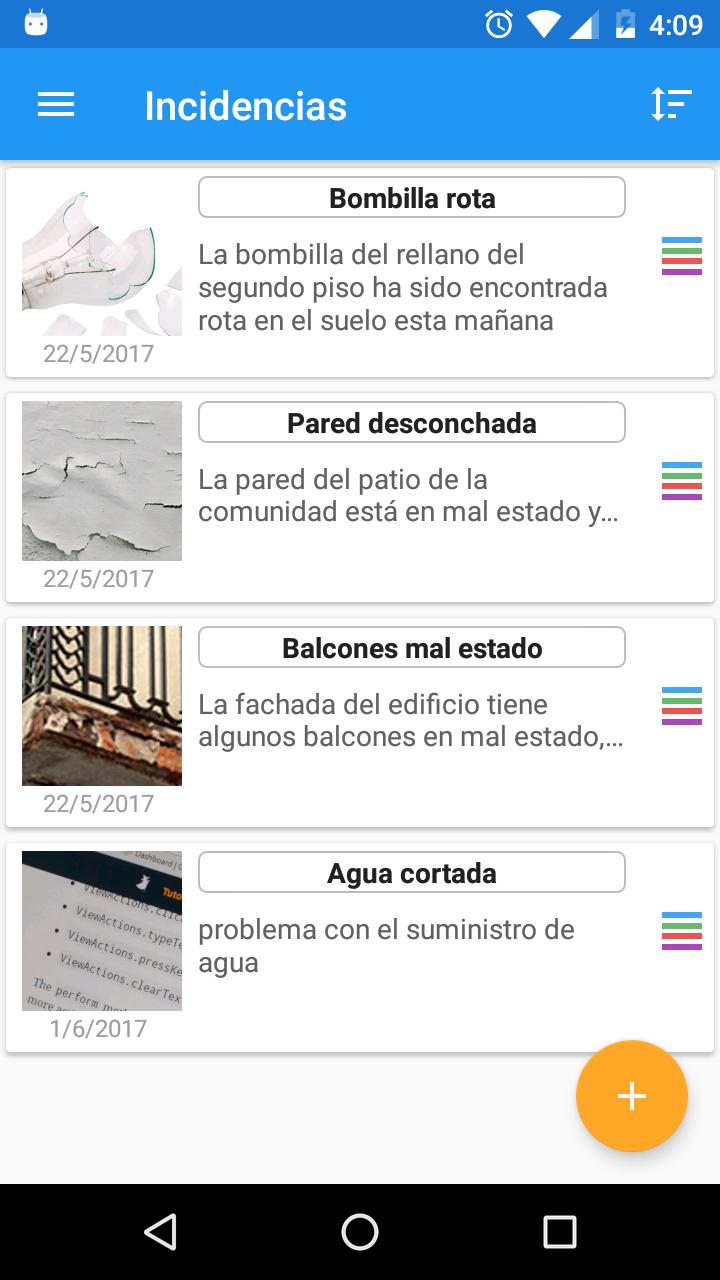 4:09
Incidencias
Bombilla rota
La bombilla del rellano del
segundo piso ha sido encontrada
rota en el suelo esta mañana
22/5/2017
Pared desconchada
La pared del patio de la
comunidad está en mal estado y…
22/5/2017
Balcones mal estado
La fachada del edificio tiene
algunos balcones en mal estado,…
22/5/2017
Agua cortada
problema con el suministro de
agua
Dashboard |
Tuto
ViewActions.clic
ViewActions.typeTe
ViewActions.pressKe
ViewActions.clearTex
The perform
more
1/6/2017